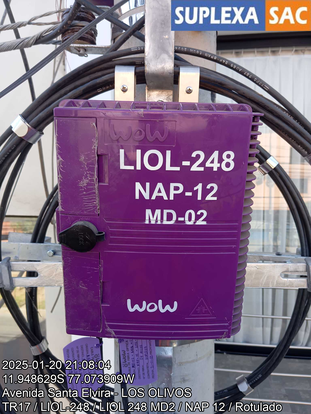 SUPLEXA SAC
WOW
LIOL-248
NAP-12
MD-02
WOW
2025-01-20 21:08:04
11.948629S 77.073909W
Avenida Santa Elvira - LOS OLIVOS
TR17 / LIOL-248 / LIOL 248 MD2 / NAP 12 / Rotulado